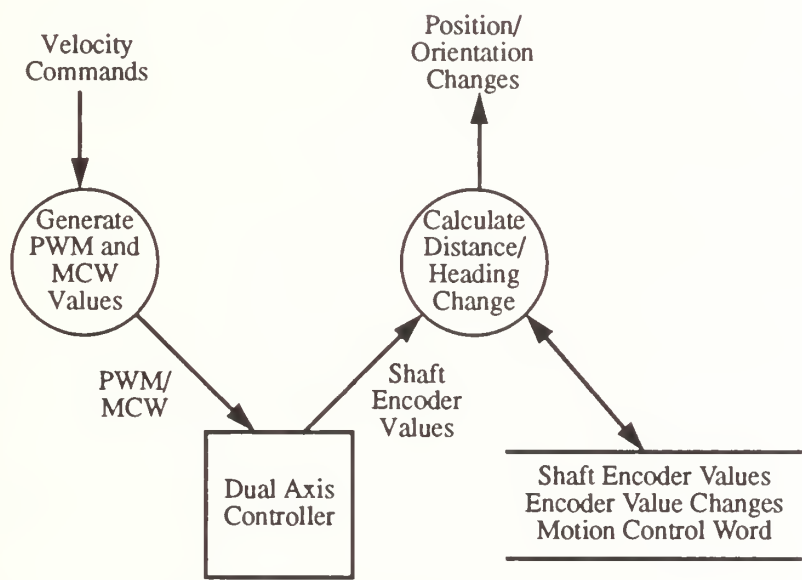 Velocity
Commands
Position/
Orientation
Changes
Generate
PWM and
MCW
Values
Calculate
Distance/
Heading
Change
PWM/
MCW
Shaft
Encoder
Values
Dual Axis
Controller
Shaft Encoder Values
Encoder Value Changes
Motion Control Word